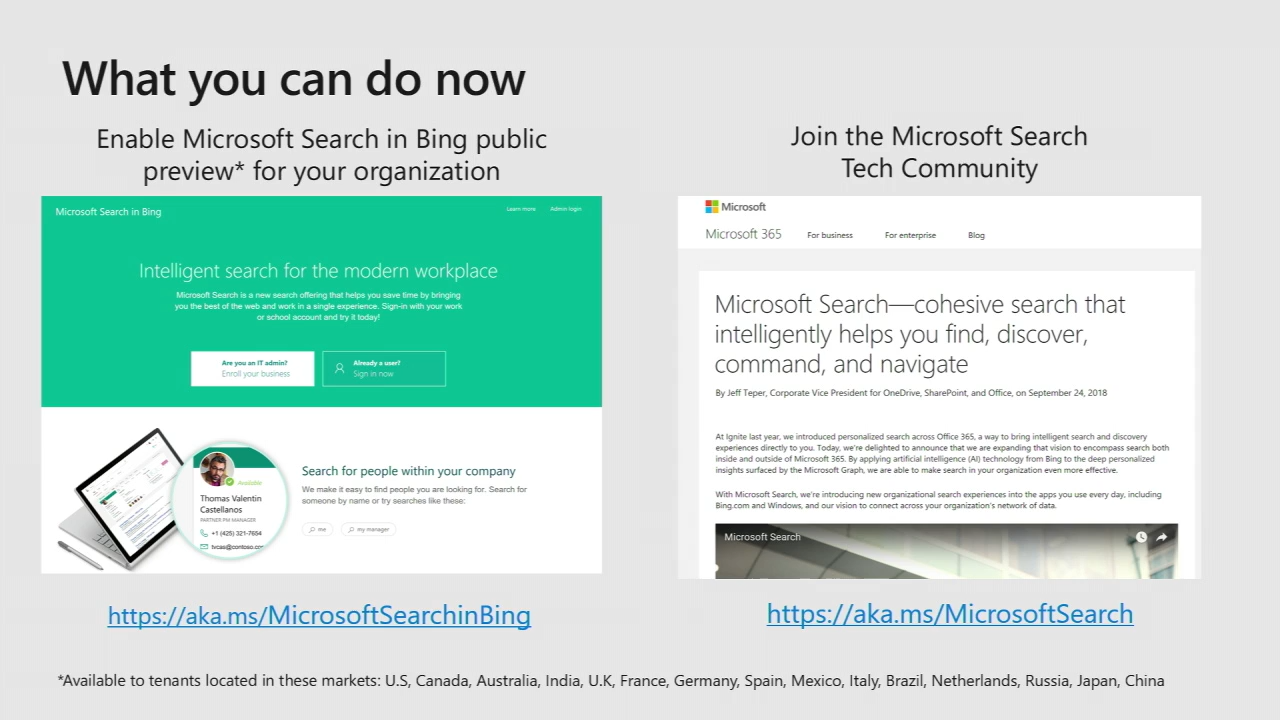 What you can do now
Enable Microsoft Search in Bing public
preview* for your organization
Microsoft Search in Bing
Learn more
Admin login
Intelligent search for the modern workplace
Microsoft Search is a new search offering that helps you save time by bringing
you the best of the web and work in a single experience. Sign-in with your work
or school account and try it today!
Are you an IT admin?
Enroll your business
Already a user?
Sign in now
Available
Thomas Valentin
Castellanos
PARTNER PM MANAGER
+1 (425) 321-7654
tvcas@contoso.co
Search for people within your company
We make it easy to find people you are looking for. Search for
someone by name or try searches like these:
me
my manager
https://aka.ms/MicrosoftSearchinBing
Join the Microsoft Search
Tech Community
Microsoft
Microsoft 365
For business
For enterprise
Blog
Microsoft Search—cohesive search that
intelligently helps you find, discover,
command, and navigate
By Jeff Teper, Corporate Vice President for OneDrive, SharePoint, and Office, on September 24, 2018
At Ignite last year, we introduced personalized search across Office 365, a way to bring intelligent search and discovery
experiences directly to you. Today, we're delighted to announce that we are expanding that vision to encompass search both
inside and outside of Microsoft 365. By applying artificial intelligence (AI) technology from Bing to the deep personalized
insights surfaced by the Microsoft Graph, we are able to make search in your organization even more effective.
With Microsoft Search, we're introducing new organizational search experiences into the apps you use every day, including
Bing.com and Windows, and our vision to connect across your organization's network of data.
Microsoft Search
https://aka.ms/MicrosoftSearch
*Available to tenants located in these markets: U.S, Canada, Australia, India, U.K, France, Germany, Spain, Mexico, Italy, Brazil, Netherlands, Russia, Japan, China